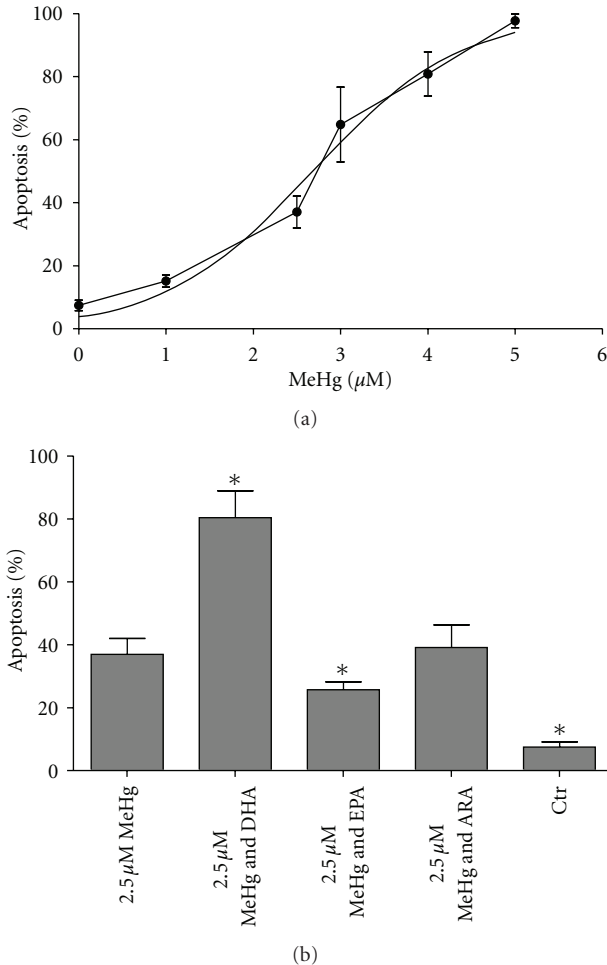 100
80
60
40
20
0
Apoptosis (%)
0 1 2 3 4 5 6
MeHg (μM)
(a)
100
80
60
40
20
0
Apoptosis (%)
*
*
*
2.5 μM MeHg
2.5 μM
MeHg and DHA
2.5 μM
MeHg and EPA
2.5 μM
MeHg and ARA
Ctr
(b)